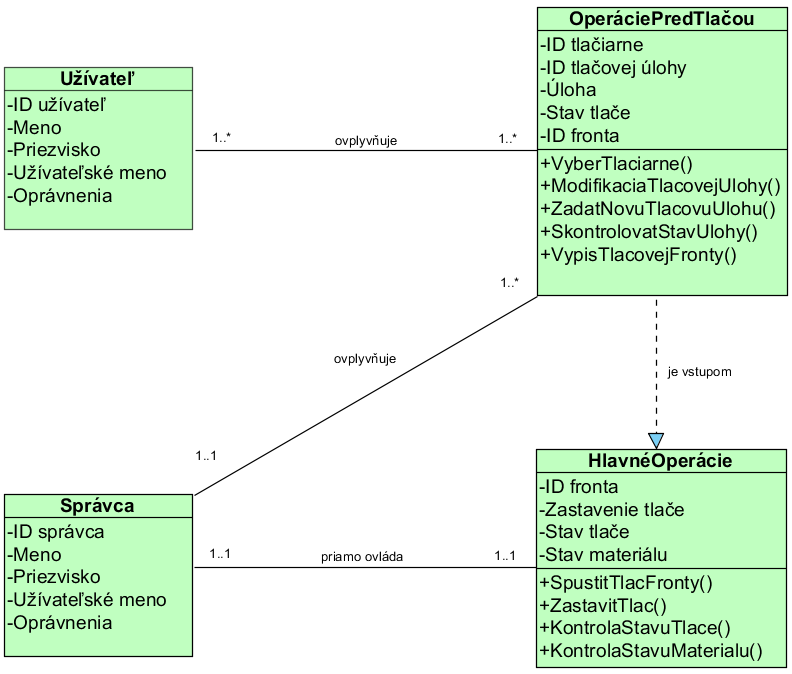 OperáciePredTlačou
-ID tlačiarne
-ID tlačovej úlohy
-Úloha
-Stav tlače
-ID fronta
+VyberTlaciarne()
+ModifikaciaTlacovejUlohy()
+ZadatNovuTlacovuUlohu()
+SkontrolovatStavUlohy()
+VypisTlacovejFronty()
Užívateľ
-ID užívateľ
-Meno
-Priezvisko
-Užívateľské meno
-Oprávnenia
1..*
ovplyvňuje
1..*
1..*
ovplyvňuje
1..1
je vstupom
Správca
-ID správca
-Meno
-Priezvisko
-Užívateľské meno
-Oprávnenia
1..1
priamo ovláda
1..1
HlavnéOperácie
-ID fronta
-Zastavenie tlače
-Stav tlače
-Stav materiálu
+SpustitTlacFronty()
+ZastavitTlac()
+KontrolaStavuTlace()
+KontrolaStavuMaterialu()